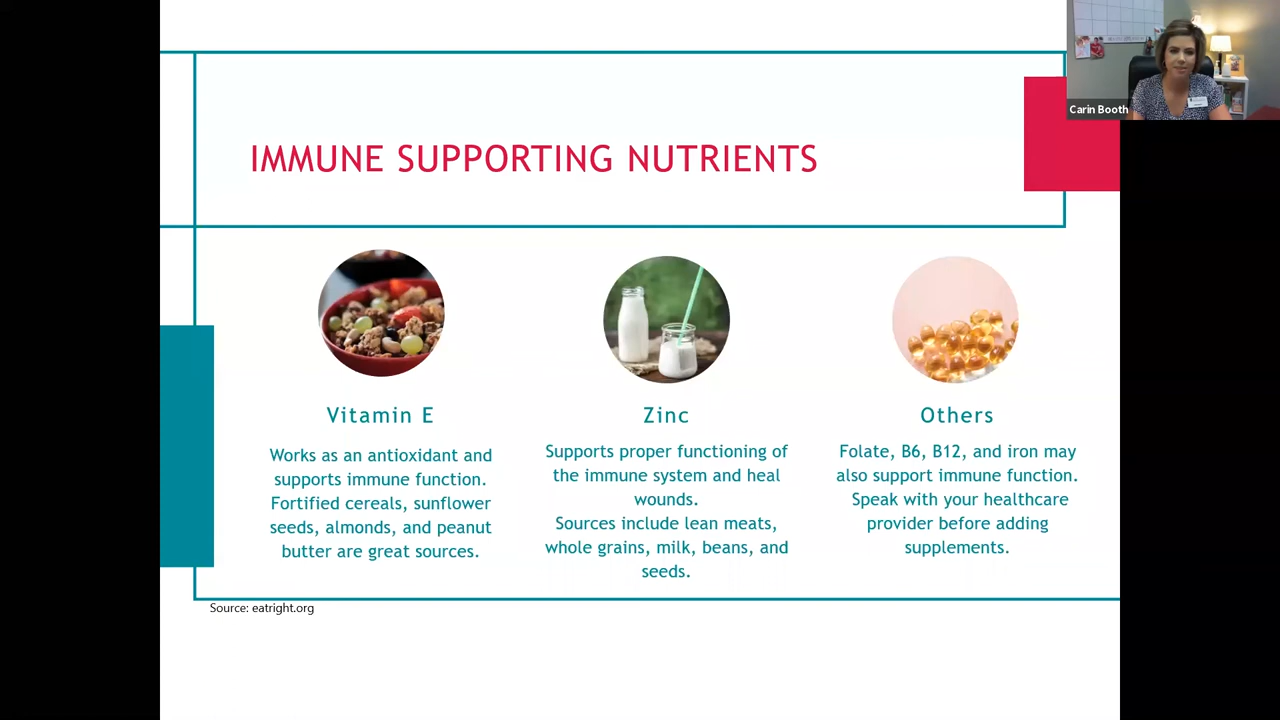 Carin Booth
IMMUNE SUPPORTING NUTRIENTS
Vitamin E
Works as an antioxidant and
supports immune function.
Fortified cereals, sunflower
seeds, almonds, and peanut
butter are great sources.
Zinc
Supports proper functioning of
the immune system and heal
wounds.
Sources include lean meats,
whole grains, milk, beans, and
seeds.
Others
Folate, B6, B12, and iron may
also support immune function.
Speak with your healthcare
provider before adding
supplements.
Source: eatright.org